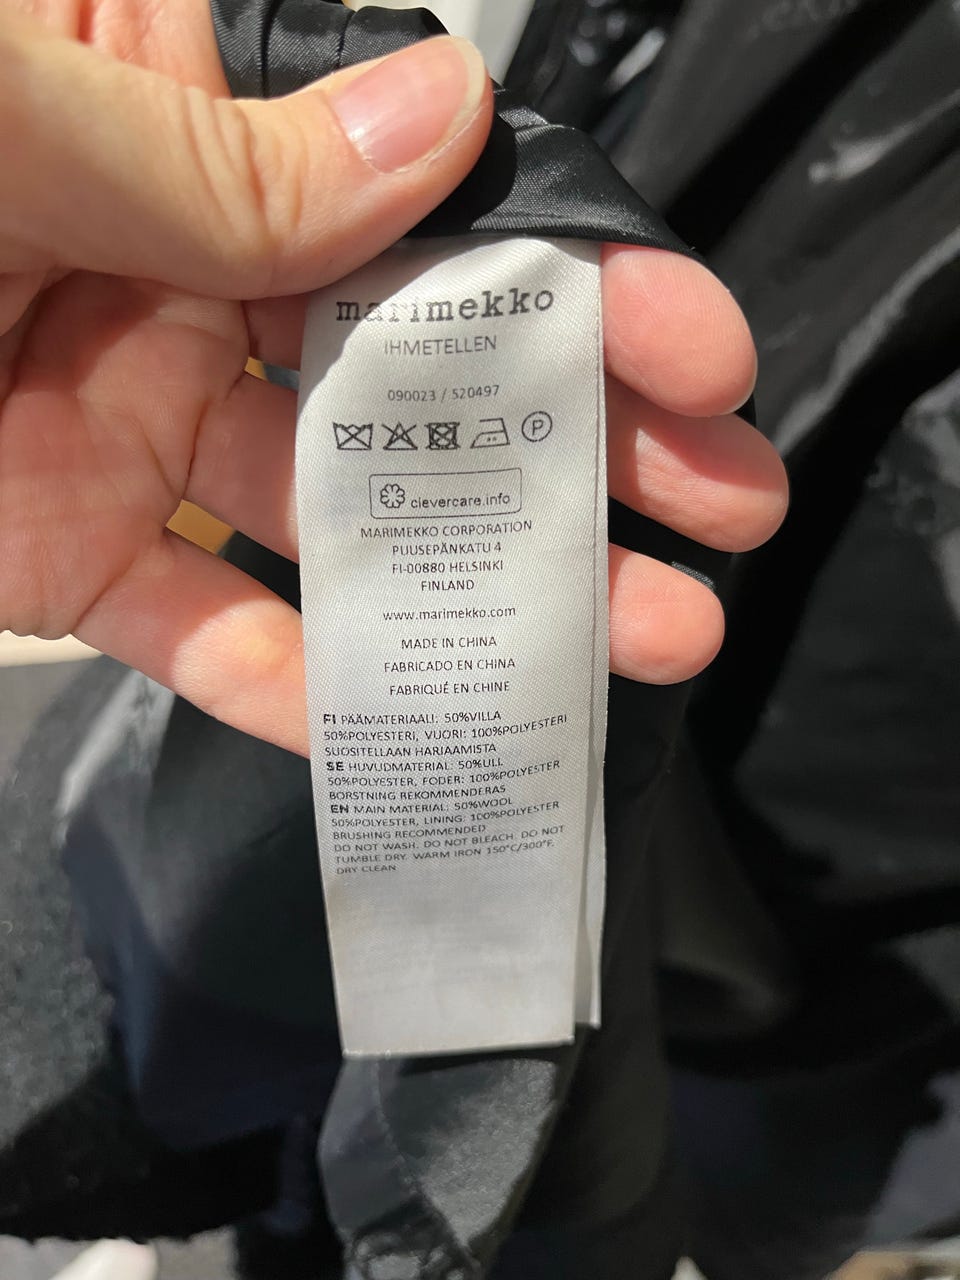 marimekko
IHMETELLEN
090023 / 520497
P
clevercare.info
MARIMEKKO CORPORATION
PUUSEPÄNKATU 4
FI-00880 HELSINKI
FINLAND
www.marimekko.com
MADE IN CHINA
FABRICADO EN CHINA
FABRIQUÉ EN CHINE
FI PÄÄMATERIAALI: 50%VILLA
50%POLYESTERI, VUORI: 100%POLYESTERI
SUOSITELLAAN HARJAAMISTA
SE HUVUDMATERIAL: 50%ULL
50%POLYESTER, FODER: 100%POLYESTER
BORSTNING REKOMMENDERAS
EN MAIN MATERIAL: 50%WOOL
50%POLYESTER, LINING: 100%POLYESTER
BRUSHING RECOMMENDED
DO NOT WASH. DO NOT BLEACH. DO NOT
TUMBLE DRY. WARM IRON 150°C/300°F.
DRY CLEAN